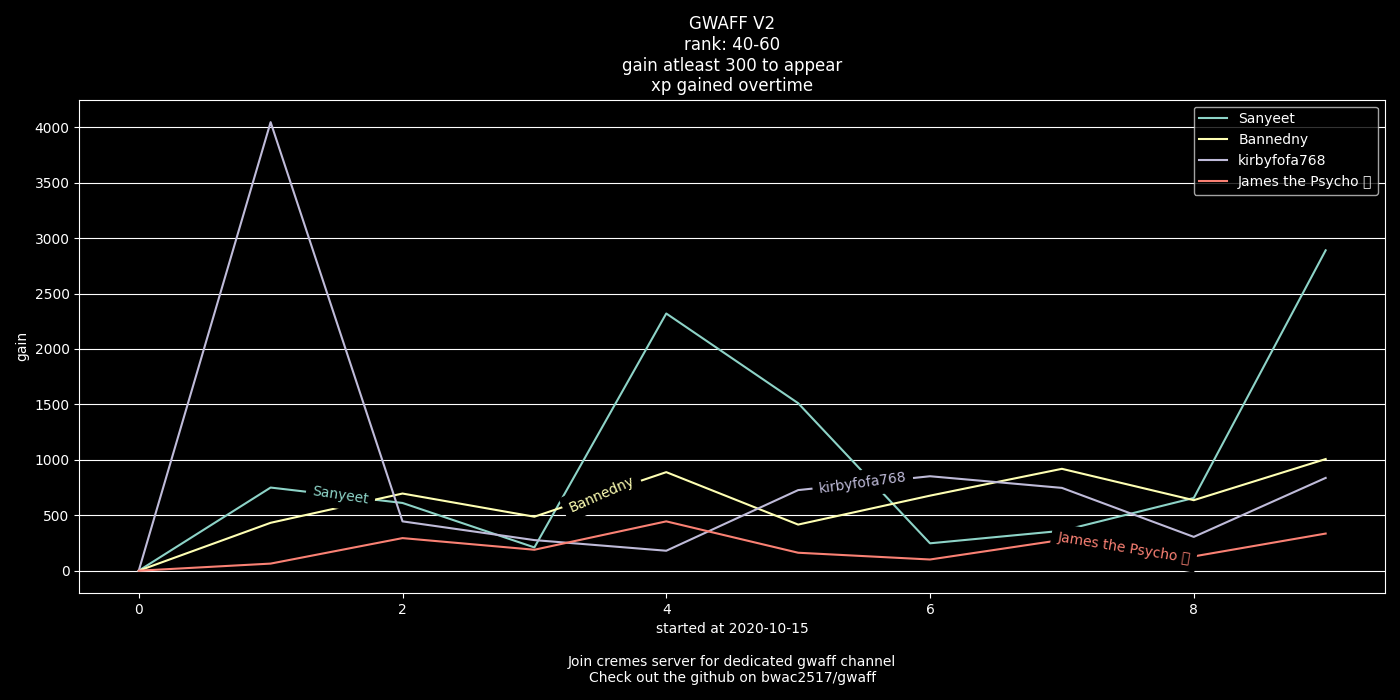 GWAFF V2
rank: 40-60
gain atleast 300 to appear
xp gained overtime
Sanyeet
Bannedny
kirbyfofa768
James the Psycho
4000
3500
3000
2500
2000
1500
1000
500
0
gain
Sanyeet
Bannedny
kirbyfofa768
James the Psycho
0 2 4 6 8
started at 2020-10-15
Join cremes server for dedicated gwaff channel
Check out the github on bwac2517/gwaff